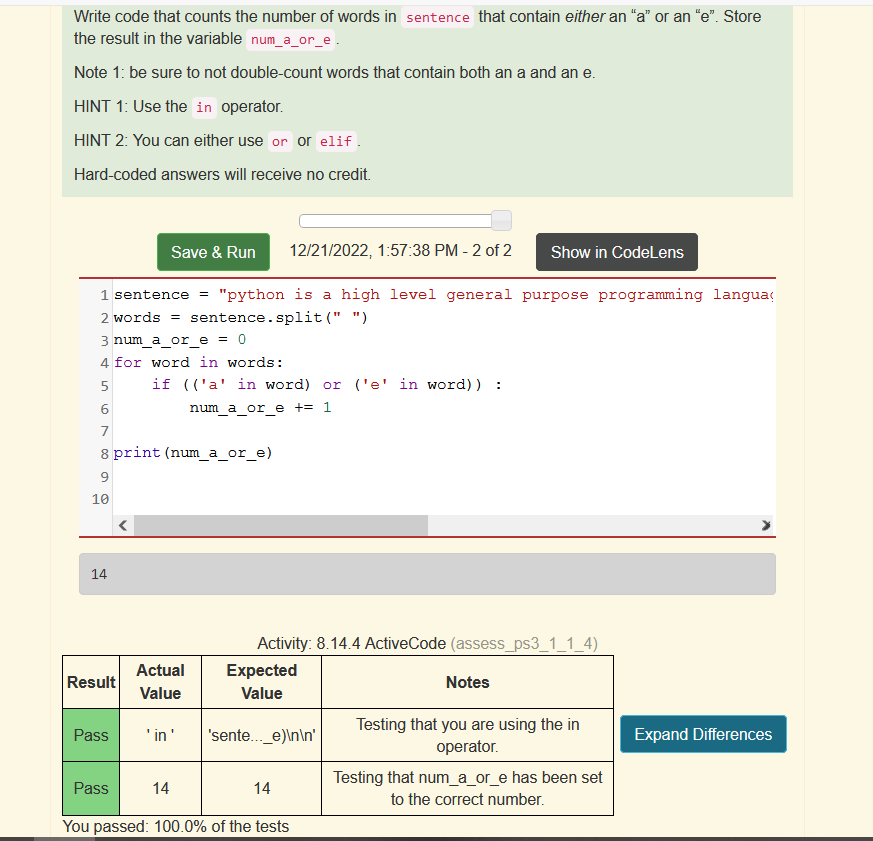 Write code that counts the number of words in sentence that contain either an “a” or an “e”. Store
the result in the variable num_a_or_e.
Note 1: be sure to not double-count words that contain both an a and an e.
HINT 1: Use the in operator.
HINT 2: You can either use or or elif.
Hard-coded answers will receive no credit.
Save & Run 12/21/2022, 1:57:38 PM - 2 of 2 Show in CodeLens
1 sentence = "python is a high level general purpose programming languag
2 words = sentence.split(" ")
3 num_a_or_e = 0
4 for word in words:
5     if (('a' in word) or ('e' in word)) :
6         num_a_or_e += 1
7
8 print(num_a_or_e)
9
10
14
Activity: 8.14.4 ActiveCode (assess_ps3_1_1_4)
Result Actual Value Expected Value Notes
Pass ' in ' 'sente..._e)\n\n' Testing that you are using the in
operator.
Expand Differences
Pass 14 14 Testing that num_a_or_e has been set
to the correct number.
You passed: 100.0% of the tests